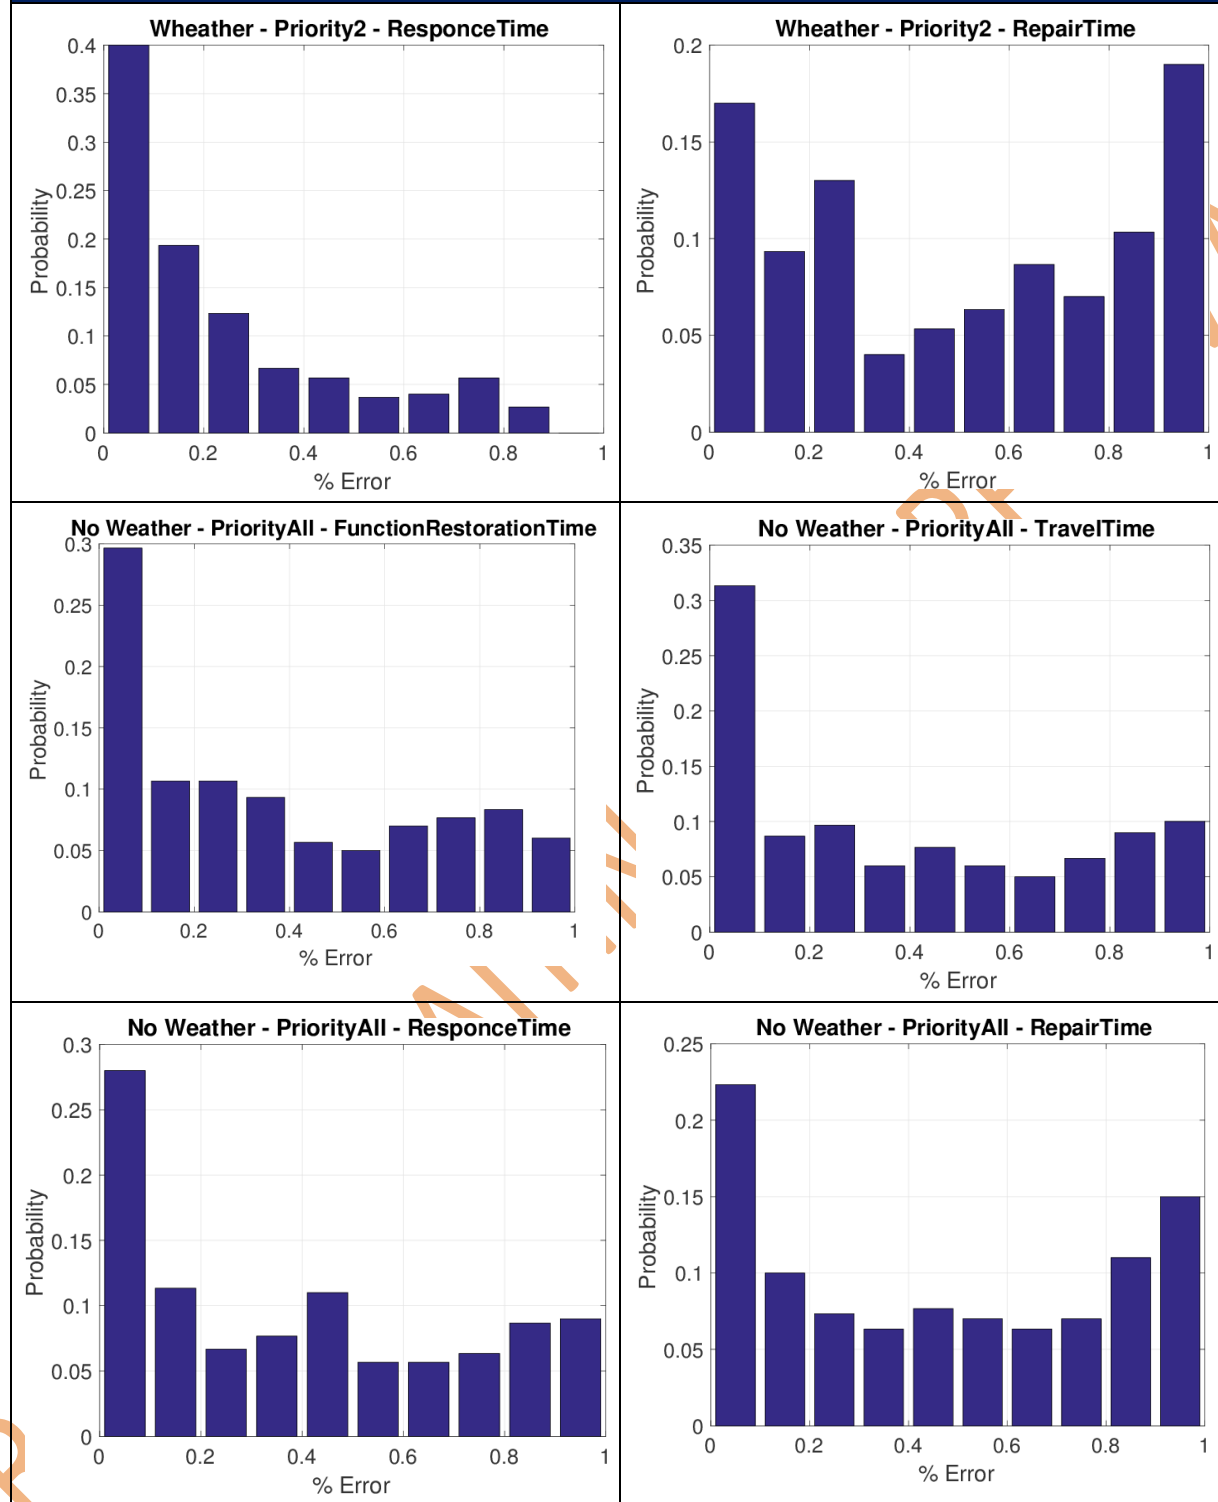 Wheather - Priority2 - ResponceTime
0.4
0.35
0.3
0.25
0.2
0.15
0.1
0.05
0
Probability
0 0.2 0.4 0.6 0.8 1
% Error
Wheather - Priority2 - RepairTime
0.2
0.15
0.1
0.05
0
Probability
0 0.2 0.4 0.6 0.8 1
% Error
No Weather - PriorityAll - FunctionRestorationTime
0.3
0.25
0.2
0.15
0.1
0.05
0
Probability
0 0.2 0.4 0.6 0.8 1
% Error
No Weather - PriorityAll - TravelTime
0.35
0.3
0.25
0.2
0.15
0.1
0.05
0
Probability
0 0.2 0.4 0.6 0.8 1
% Error
No Weather - PriorityAll - ResponceTime
0.3
0.25
0.2
0.15
0.1
0.05
0
Probability
0 0.2 0.4 0.6 0.8 1
% Error
No Weather - PriorityAll - RepairTime
0.25
0.2
0.15
0.1
0.05
0
Probability
0 0.2 0.4 0.6 0.8 1
% Error